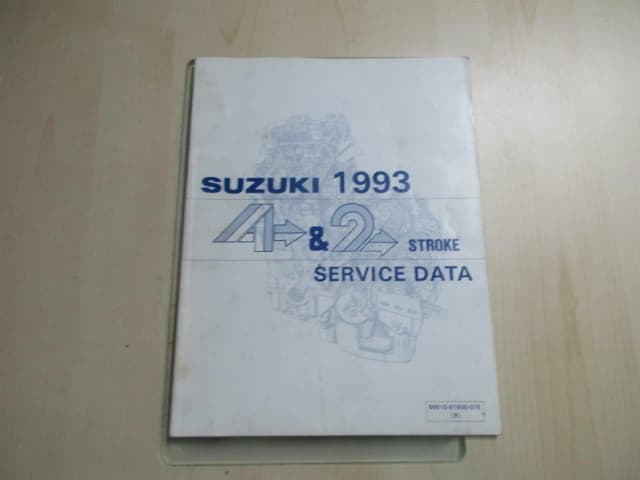 SUZUKI 1993
4 & 2 STROKE
SERVICE DATA